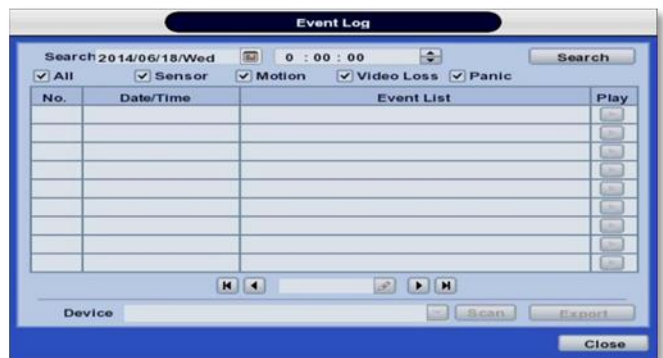 Event Log
Search 2014/06/18/Wed 0 : 00 : 00 Search
All Sensor Motion Video Loss Panic
No. Date/Time Event List Play
Device Scan Export
Close